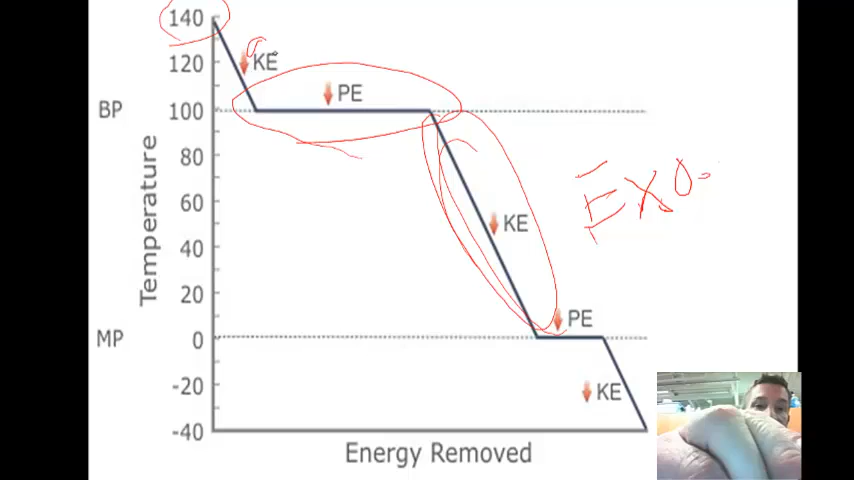 140
120
KE
PE
BP
100
80
60
KE
40
20
PE
MP
0
-20
KE
-40
Temperature
Energy Removed
Exo